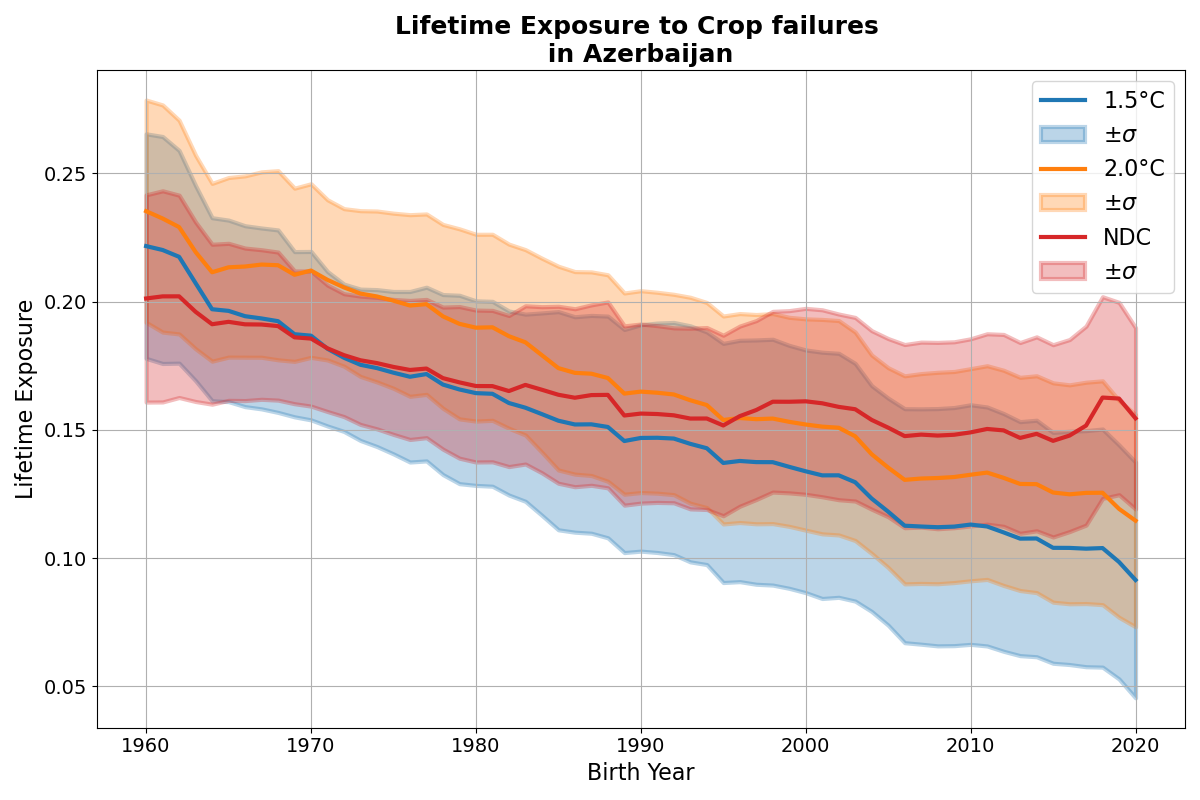 Lifetime Exposure to Crop failures
in Azerbaijan
Lifetime Exposure
0.25
0.20
0.15
0.10
0.05
1960
1970
1980
1990
2000
2010
2020
Birth Year
1.5°C
±σ
2.0°C
±σ
NDC
±σ